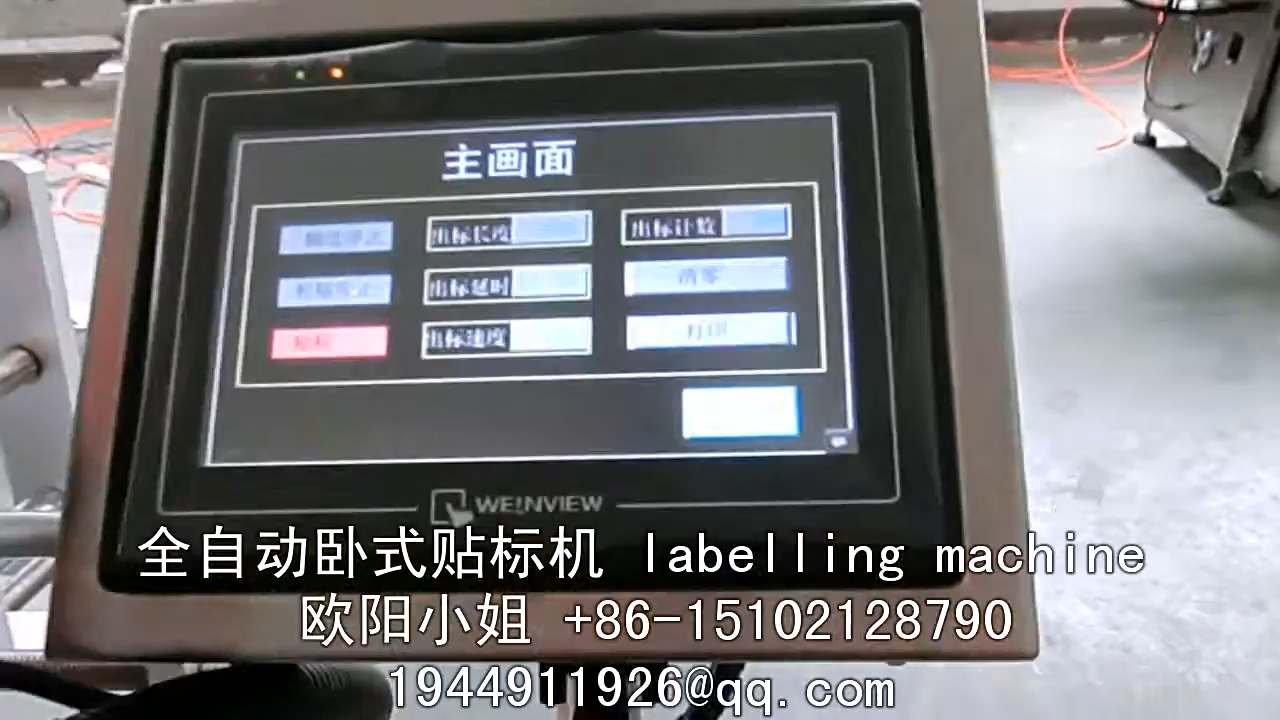 主画面
出标长度
出标计数
出标延时
清零
出标速度
打印
WEINVIEW
全自动卧式贴标机 labelling machine
欧阳小姐 +86-15102128790
1944911926@qq.com